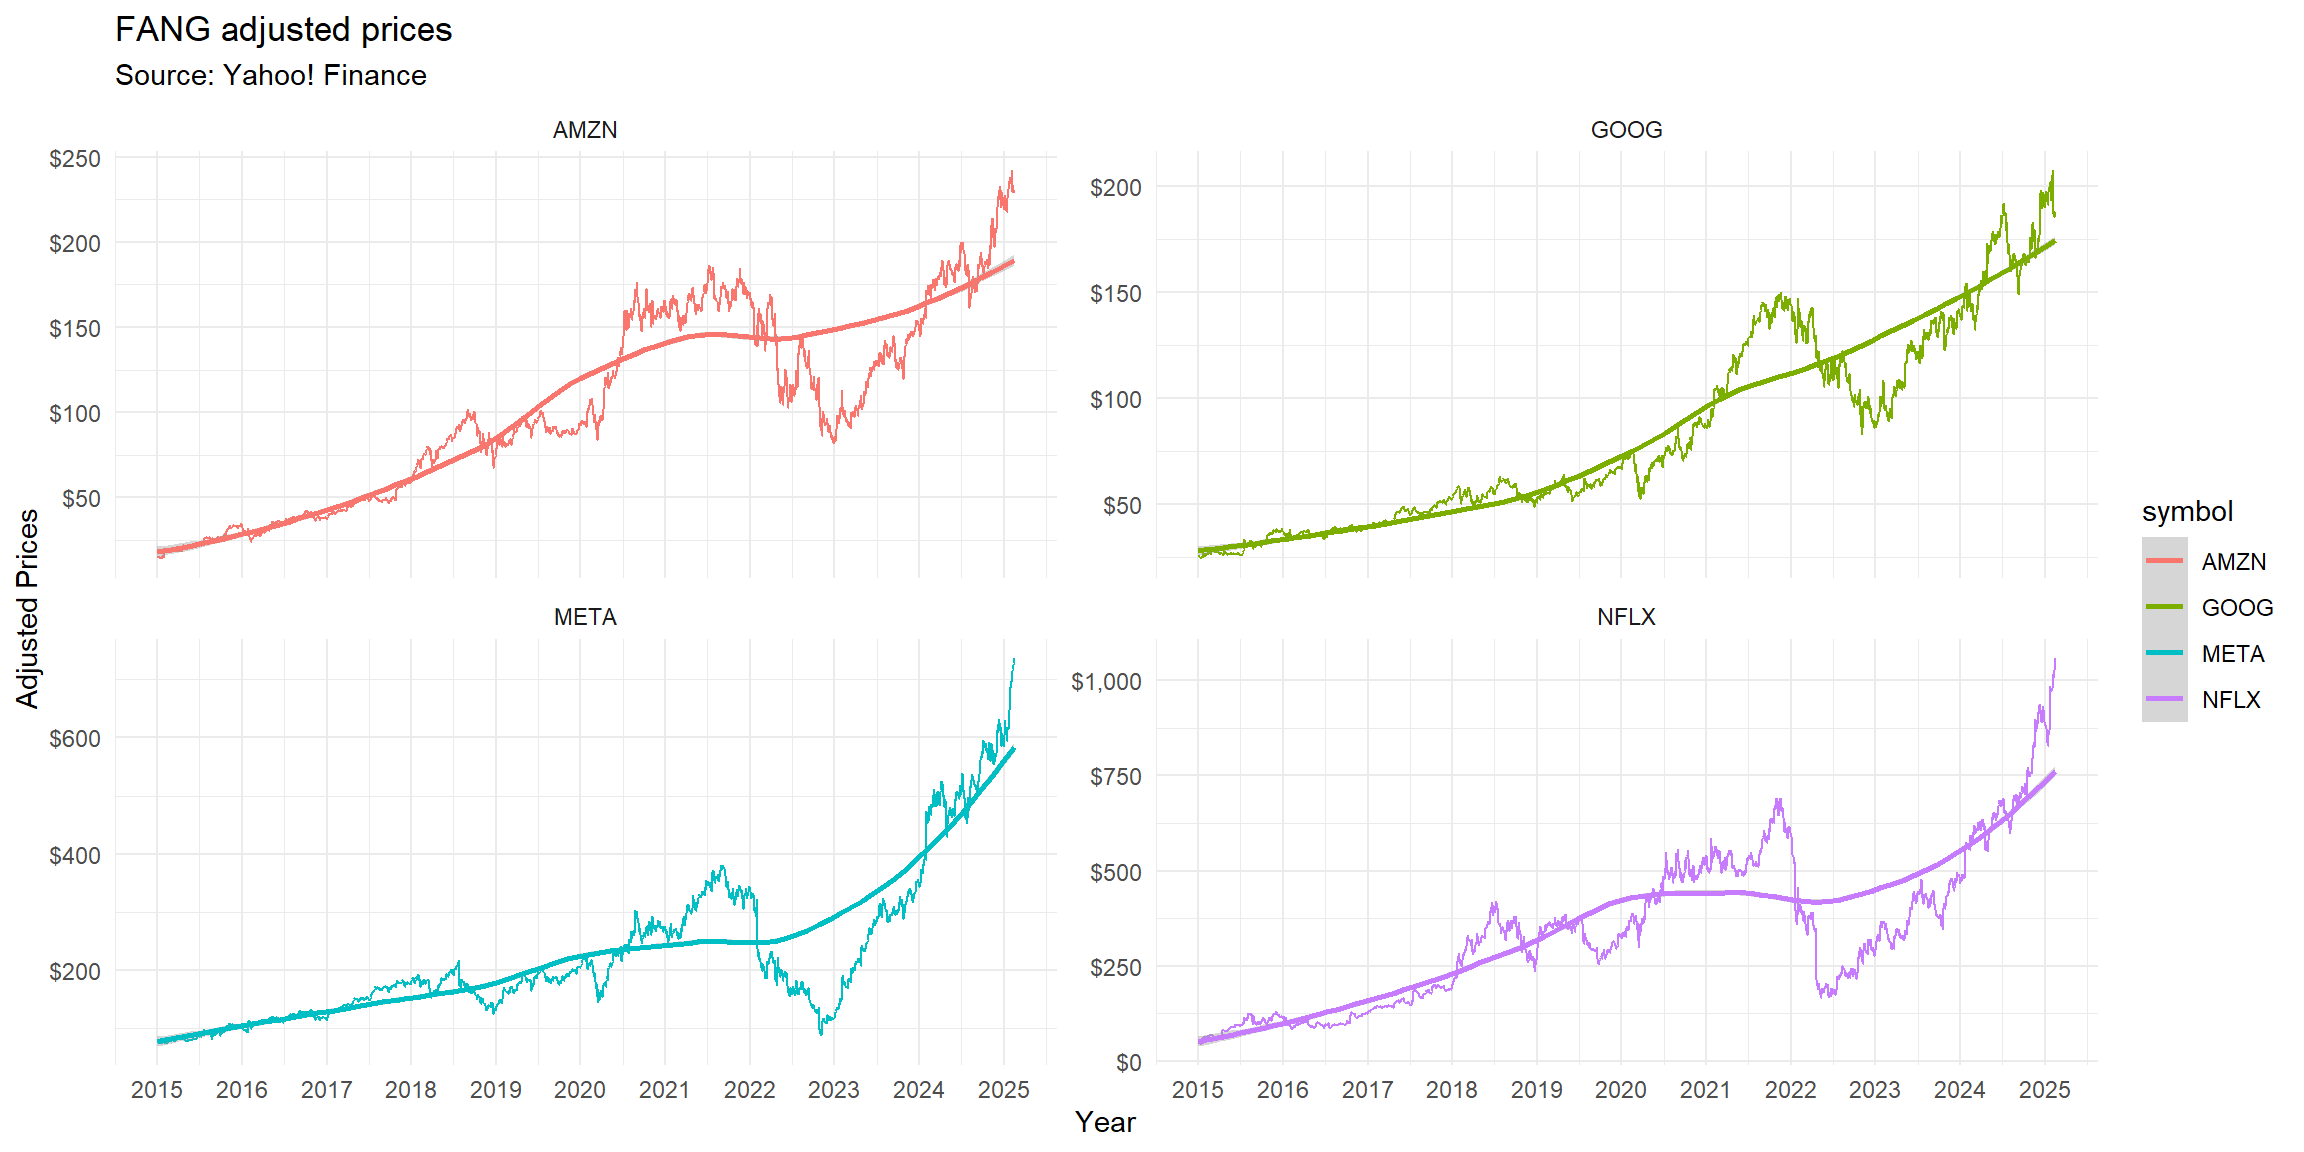 FANG adjusted prices
Source: Yahoo! Finance
AMZN
GOOG
$250
$200
$150
$100
$50
$200
$150
$100
$50
Adjusted Prices
META
NFLX
$600
$400
$200
$1,000
$750
$500
$250
$0
2015 2016 2017 2018 2019 2020 2021 2022 2023 2024 2025
2015 2016 2017 2018 2019 2020 2021 2022 2023 2024 2025
Year
symbol
AMZN
GOOG
META
NFLX